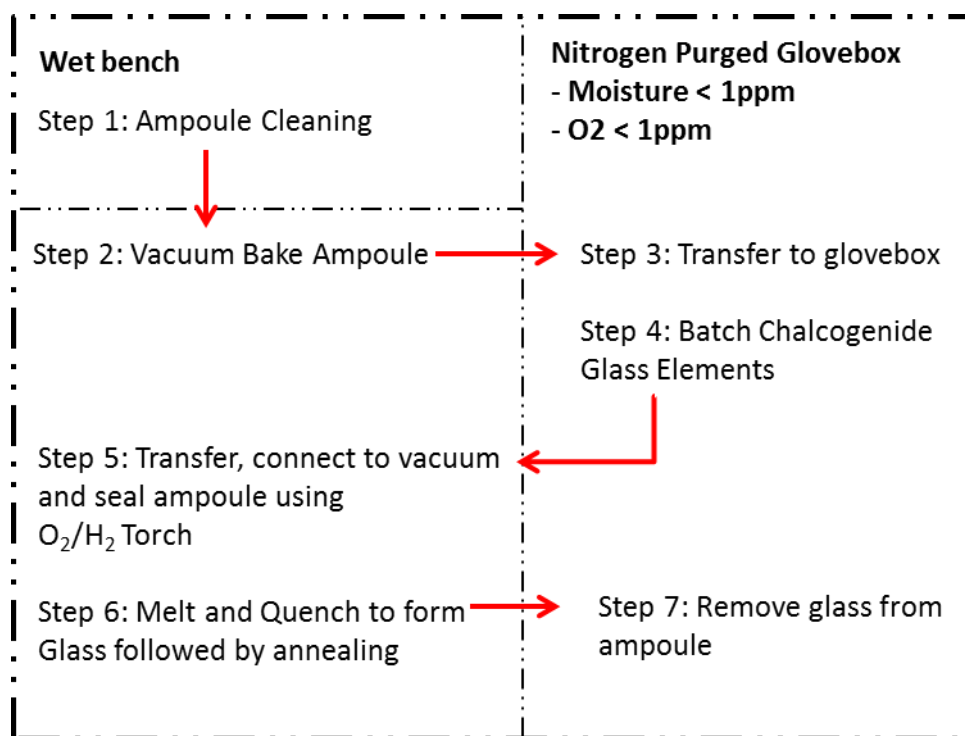 Wet bench
Step 1: Ampoule Cleaning
Nitrogen Purged Glovebox
- Moisture < 1ppm
- O2 < 1ppm
Step 2: Vacuum Bake Ampoule
Step 3: Transfer to glovebox
Step 4: Batch Chalcogenide
Glass Elements
Step 5: Transfer, connect to vacuum
and seal ampoule using
O₂/H₂ Torch
Step 6: Melt and Quench to form
Glass followed by annealing
Step 7: Remove glass from
ampoule